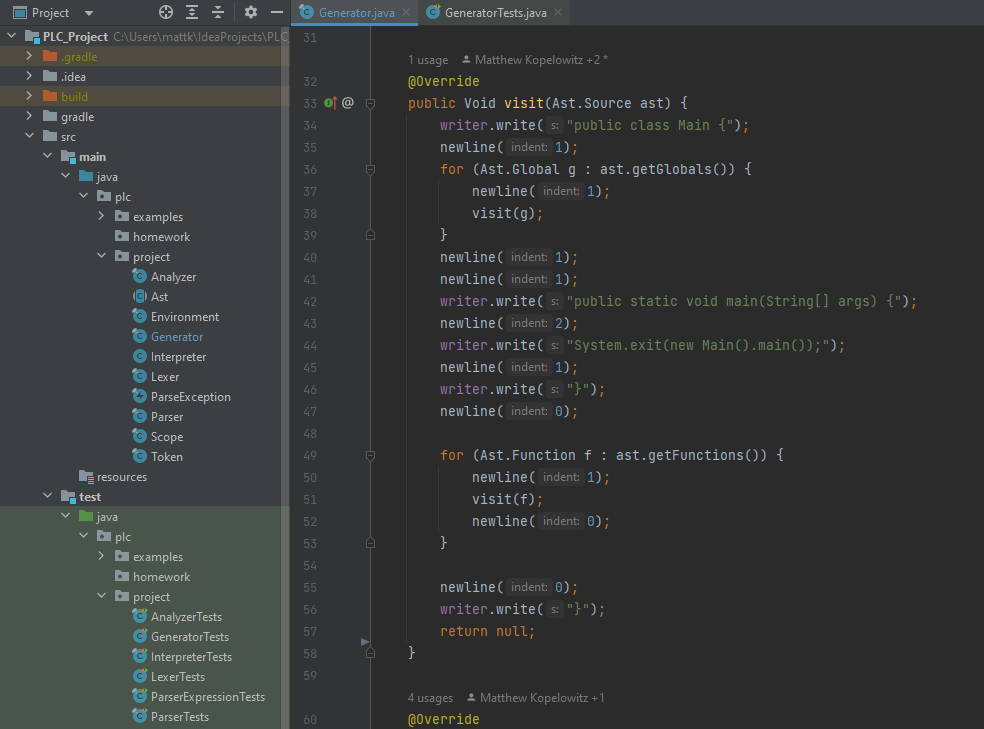 Project
PLC_Project C:\Users\mattk\IdeaProjects\PLC_
.gradle
.idea
build
gradle
src
main
java
plc
examples
homework
project
Analyzer
Ast
Environment
Generator
Interpreter
Lexer
ParseException
Parser
Scope
Token
resources
test
java
plc
examples
homework
project
AnalyzerTests
GeneratorTests
InterpreterTests
LexerTests
ParserExpressionTests
ParserTests
Generator.java GeneratorTests.java
31
1 usage Matthew Kopelowitz +2 *
32 @Override
33 @ public Void visit(Ast.Source ast) {
34 writer.write( s: "public class Main {");
35 newline( indent: 1);
36 for (Ast.Global g : ast.getGlobals()) {
37 newline( indent: 1);
38 visit(g);
39 }
40 newline( indent: 1);
41 newline( indent: 1);
42 writer.write( s: "public static void main(String[] args) {");
43 newline( indent: 2);
44 writer.write( s: "System.exit(new Main().main());");
45 newline( indent: 1);
46 writer.write( s: "}");
47 newline( indent: 0);
48
49 for (Ast.Function f : ast.getFunctions()) {
50 newline( indent: 1);
51 visit(f);
52 newline( indent: 0);
53 }
54
55 newline( indent: 0);
56 writer.write( s: "}");
57 return null;
58 }
59
4 usages Matthew Kopelowitz +1
60 @Override